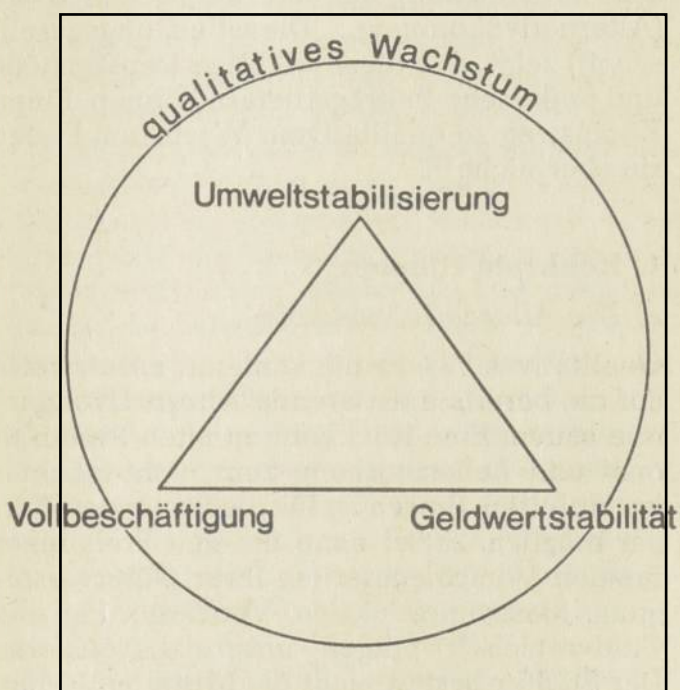 qualitatives Wachstum
Umweltstabilisierung
Vollbeschäftigung Geldwertstabilität